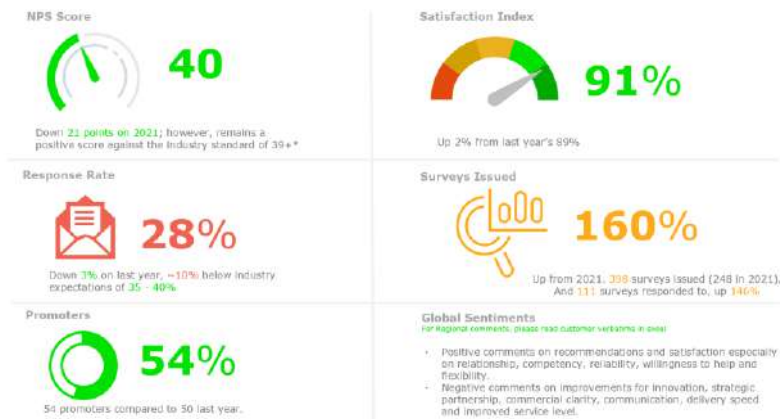 NPS Score
40
Down 21 points on 2021; however, remains a
positive score against the industry standard of 39+*
Satisfaction Index
91%
Up 2% from last year's 89%
Response Rate
28%
Down 3% on last year, ~10% below industry
expectations of 35 - 40%
Surveys Issued
160%
Up from 2021, 398 surveys issued (248 in 2021).
And 111 surveys responded to, up 146%
Promoters
54%
54 promoters compared to 50 last year.
Global Sentiments
For Regional comments, please read customer verbatims in excel
- Positive comments on recommendations and satisfaction especially
on relationship, competency, reliability, willingness to help and
flexibility.
- Negative comments on improvements for innovation, strategic
partnership, commercial clarity, communication, delivery speed
and improved service level.